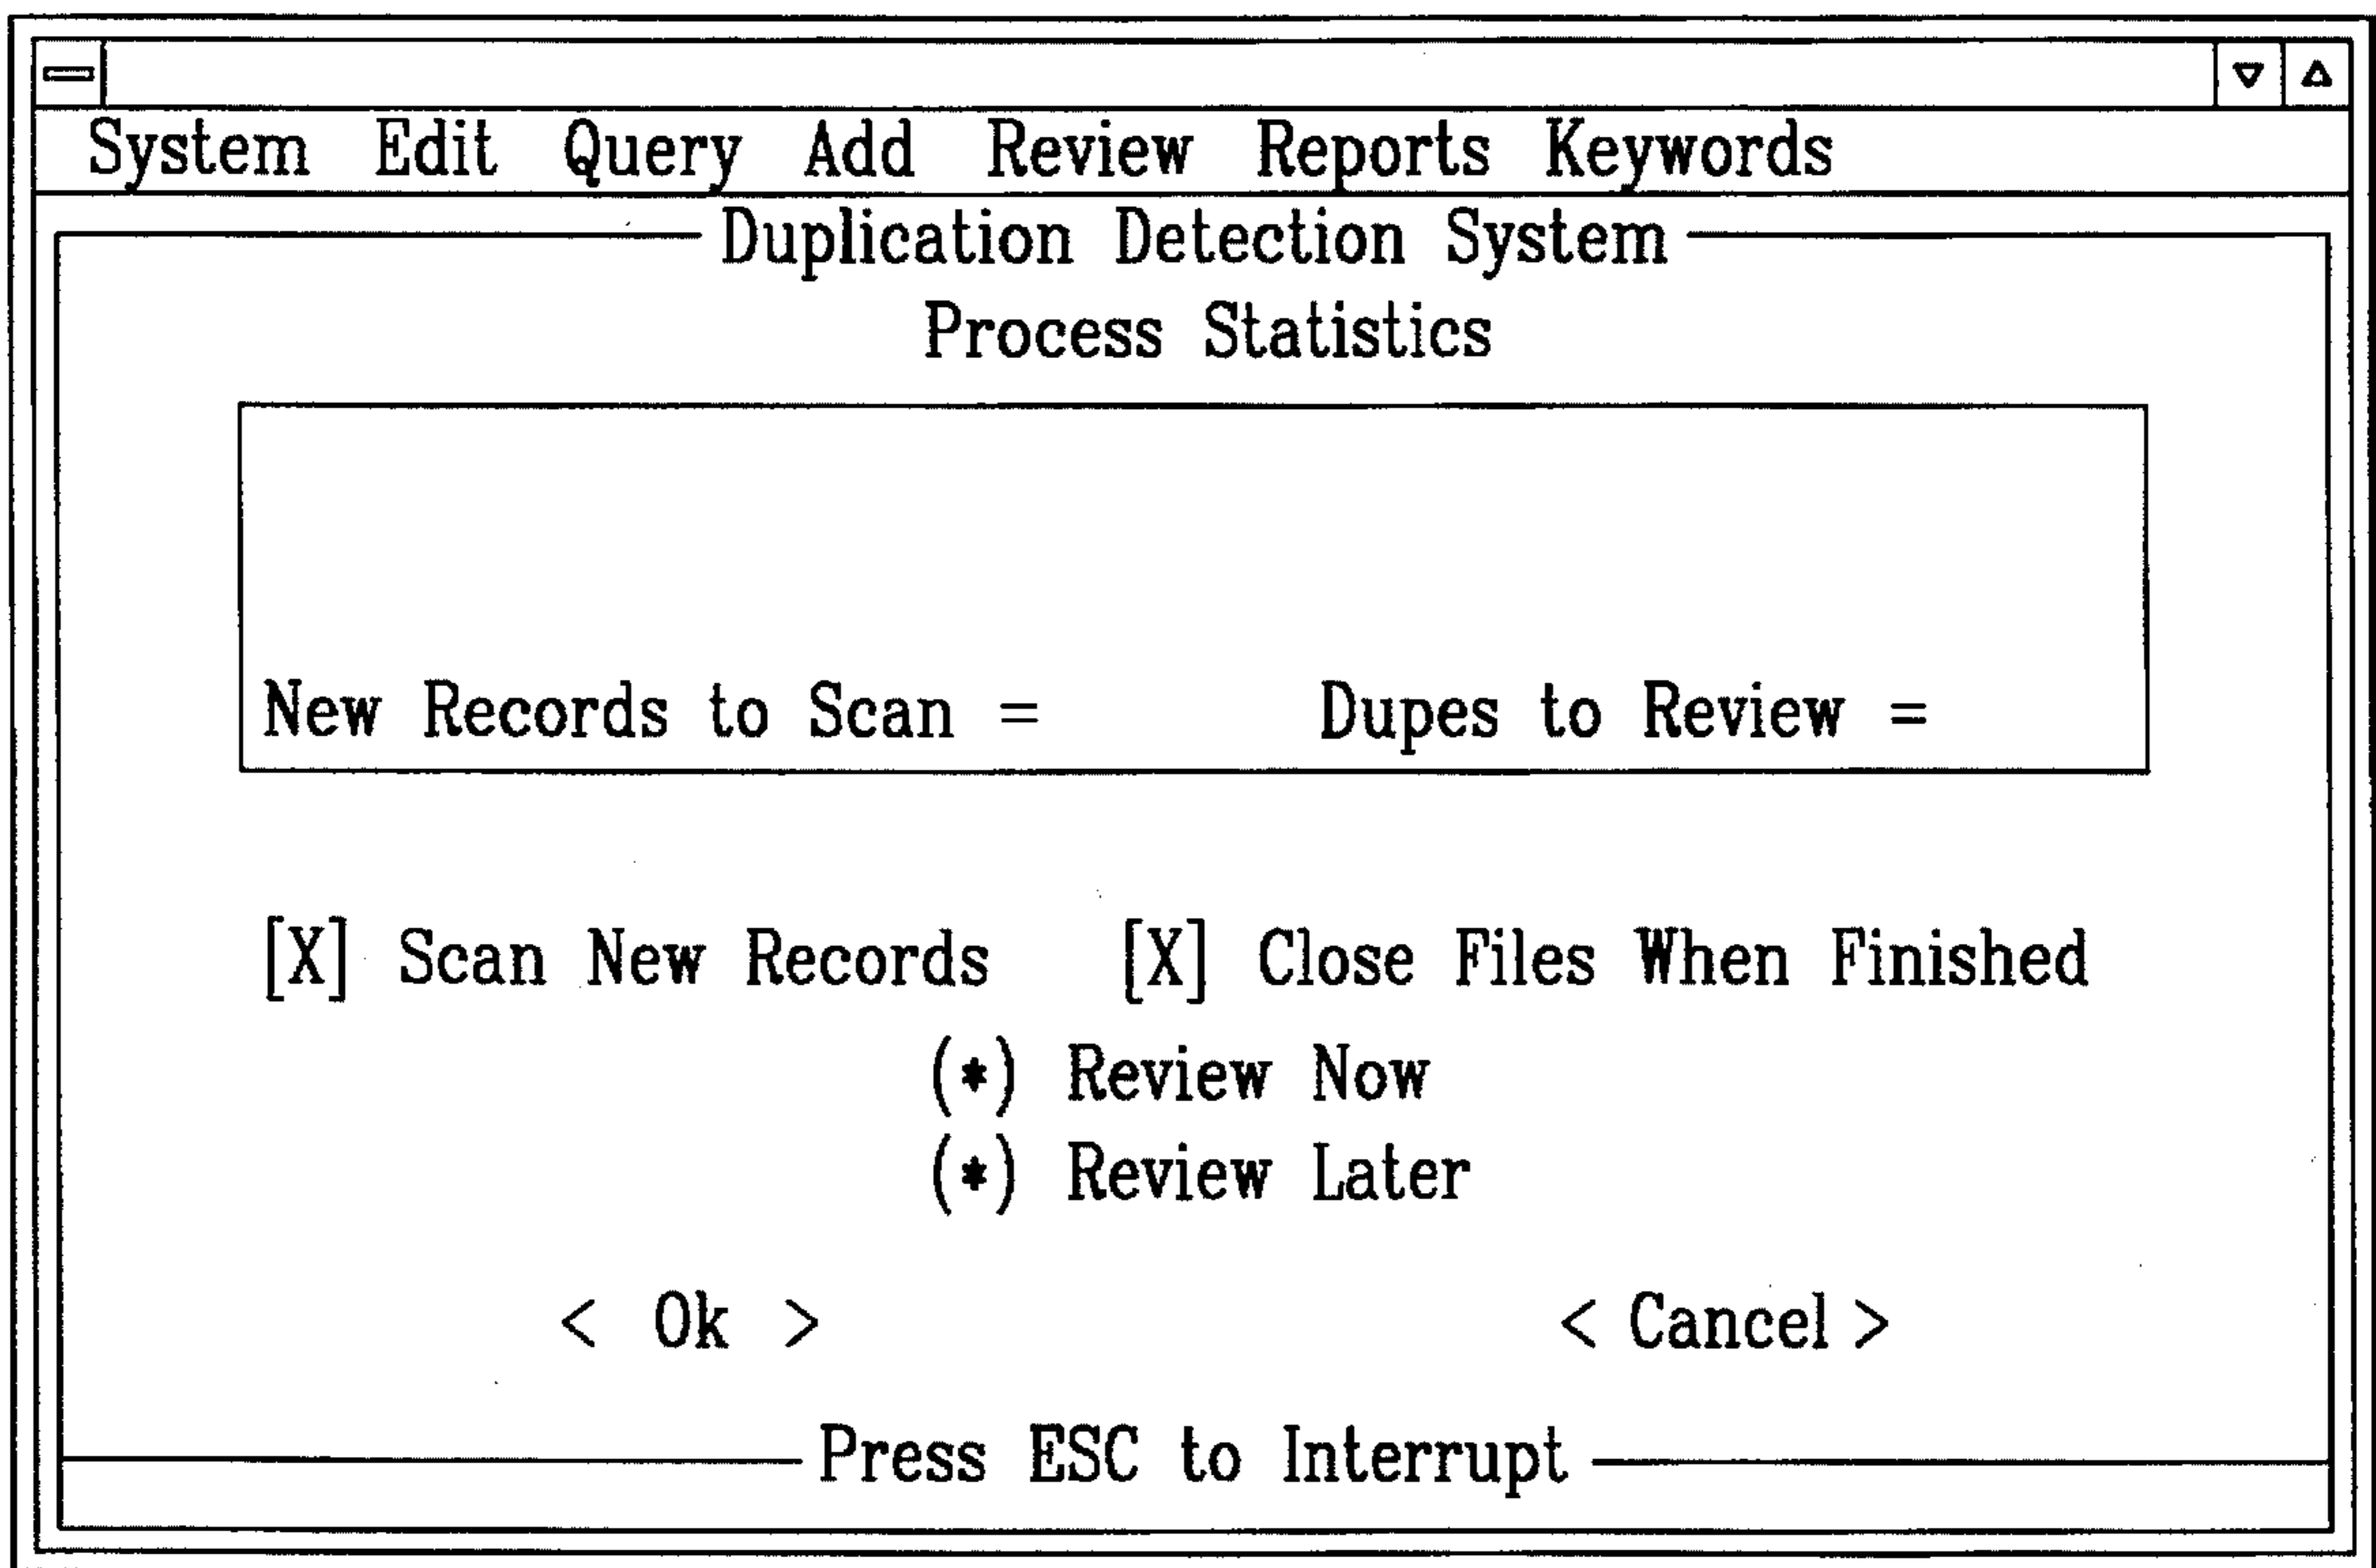 System Edit Query Add Review Reports Keywords
Duplication Detection System
Process Statistics
New Records to Scan = Dupes to Review =
[X] Scan New Records [X] Close Files When Finished
(*) Review Now
(*) Review Later
< Ok > < Cancel >
Press ESC to Interrupt